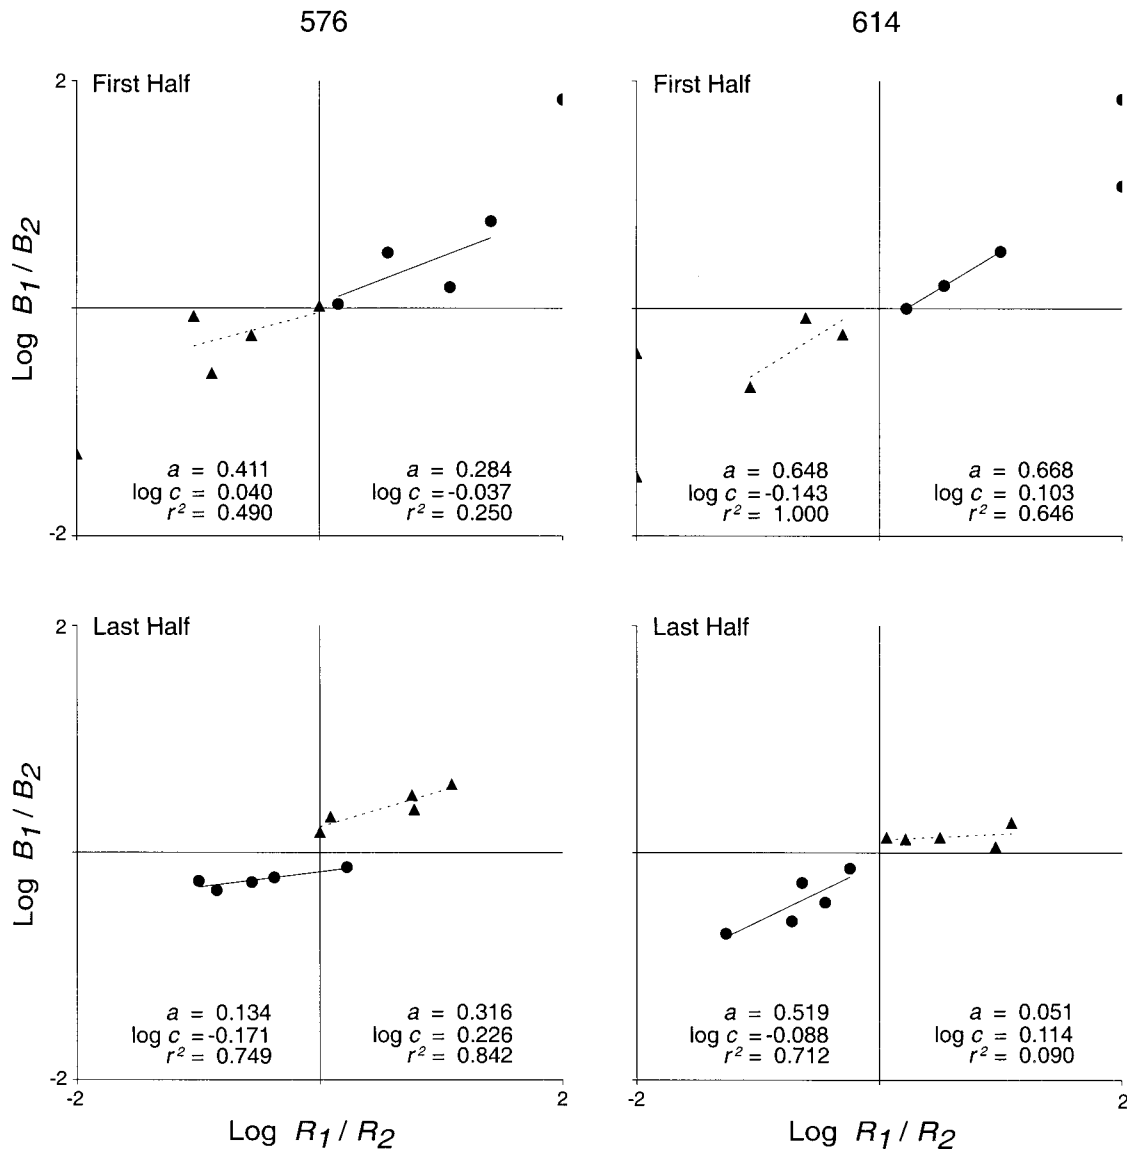 576
614
2
First Half
First Half
Log B1 / B2
a = 0.411
log c = 0.040
r2 = 0.490
a = 0.284
log c = -0.037
r2 = 0.250
a = 0.648
log c = -0.143
r2 = 1.000
a = 0.668
log c = 0.103
r2 = 0.646
-2
2
Last Half
Last Half
Log B1 / B2
a = 0.134
log c = -0.171
r2 = 0.749
a = 0.316
log c = 0.226
r2 = 0.842
a = 0.519
log c = -0.088
r2 = 0.712
a = 0.051
log c = 0.114
r2 = 0.090
-2
-2
2
-2
2
Log R1 / R2
Log R1 / R2